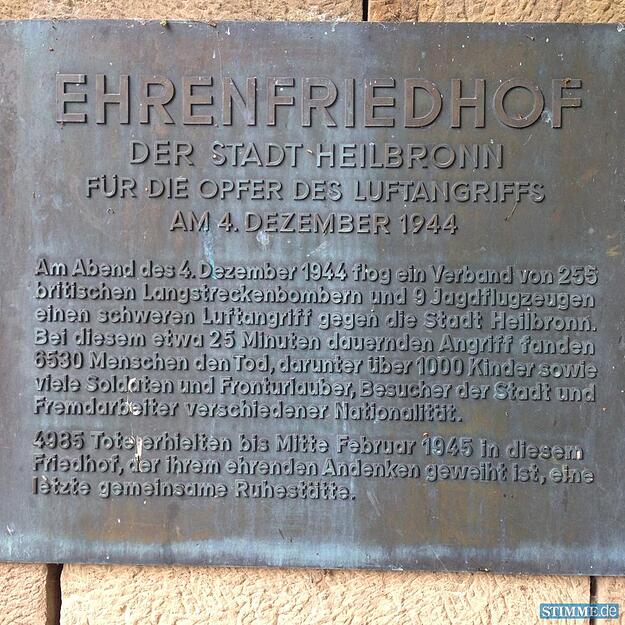 EHRENFRIEDHOF
DER STADT HEILBRONN
FÜR DIE OPFER DES LUFTANGRIFFS
AM 4. DEZEMBER 1944
Am Abend des 4. Dezember 1944 flog ein Verband von 255
britischen Langstreckenbombern und 9 Jagdflugzeugen
einen schweren Luftangriff gegen die Stadt Heilbronn.
Bei diesem etwa 25 Minuten dauernden Angriff fanden
6530 Menschen den Tod, darunter über 1000 Kinder sowie
viele Soldaten und Fronturlauber, Besucher der Stadt und
Fremdarbeiter verschiedener Nationalität.
4985 Tote erhielten bis Mitte Februar 1945 in diesem
Friedhof, der ihrem ehrenden Andenken geweiht ist, eine
letzte gemeinsame Ruhestätte.
STIMME.de